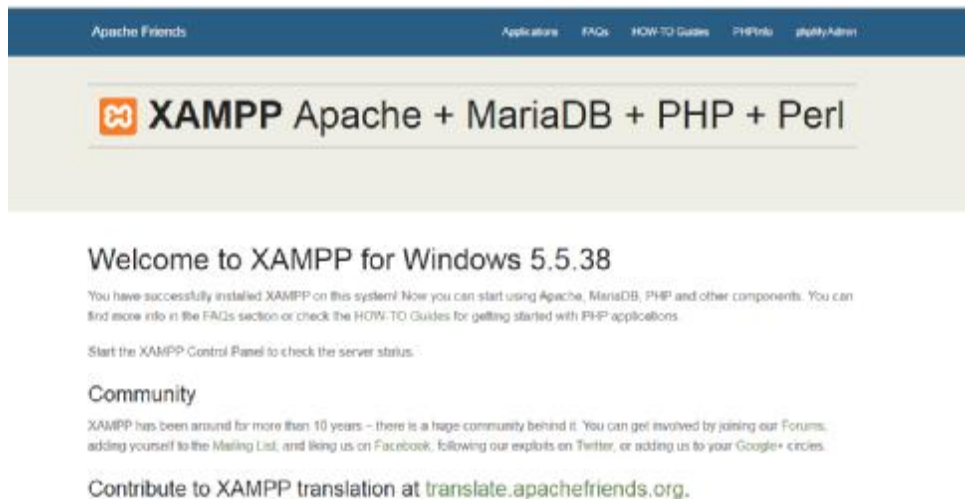 Apache Friends
Applications FAQs HOW-TO Guides PHPInfo phpMyAdmin
XAMPP Apache + MariaDB + PHP + Perl
Welcome to XAMPP for Windows 5.5.38
You have successfully installed XAMPP on this system! Now you can start using Apache, MariaDB, PHP and other components. You can
find more info in the FAQs section or check the HOW-TO Guides for getting started with PHP applications.
Start the XAMPP Control Panel to check the server status.
Community
XAMPP has been around for more than 10 years – there is a huge community behind it. You can get involved by joining our Forums,
adding yourself to the Mailing List, and liking us on Facebook, following our exploits on Twitter, or adding us to your Google+ circles.
Contribute to XAMPP translation at translate.apachefriends.org.